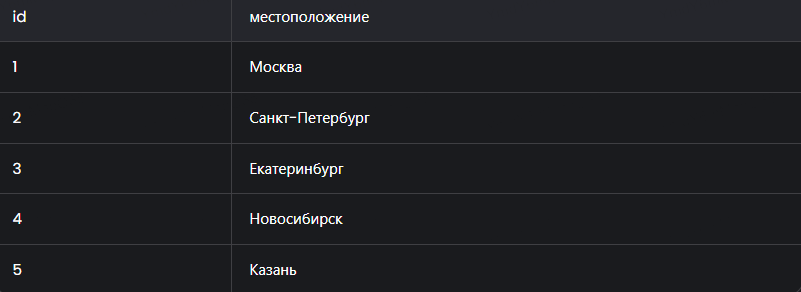 id местоположение
1 Москва
2 Санкт-Петербург
3 Екатеринбург
4 Новосибирск
5 Казань